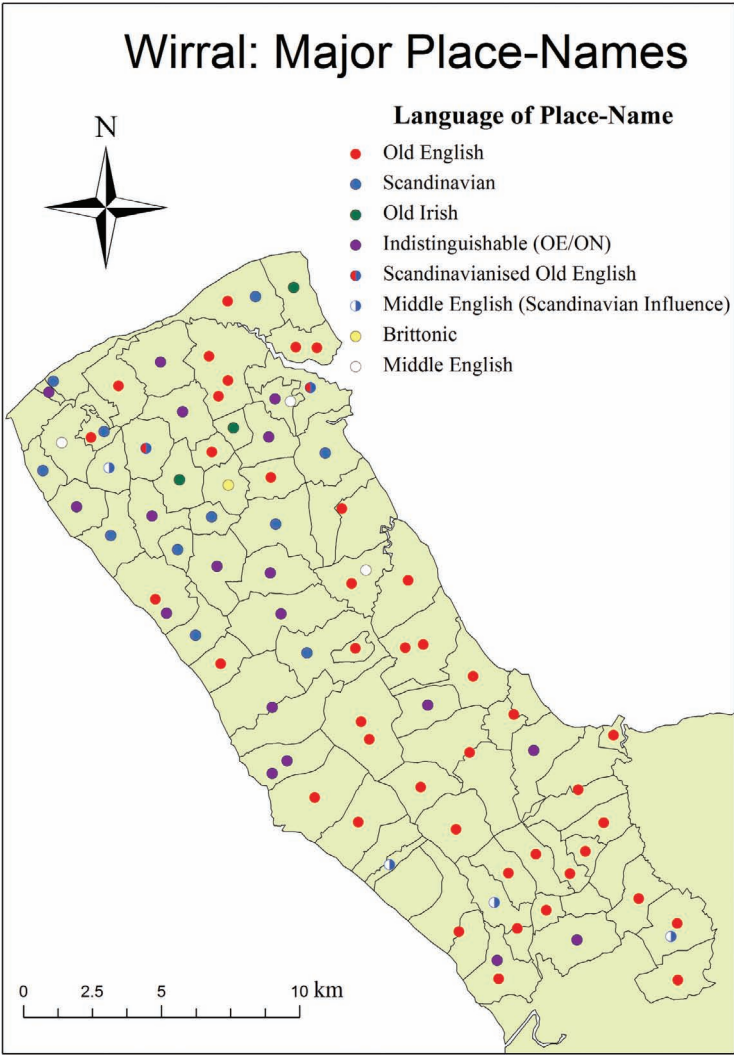 Wirral: Major Place-Names
N
Language of Place-Name
Old English
Scandinavian
Old Irish
Indistinguishable (OE/ON)
Scandinavianised Old English
Middle English (Scandinavian Influence)
Brittonic
Middle English
0 2.5 5 10 km